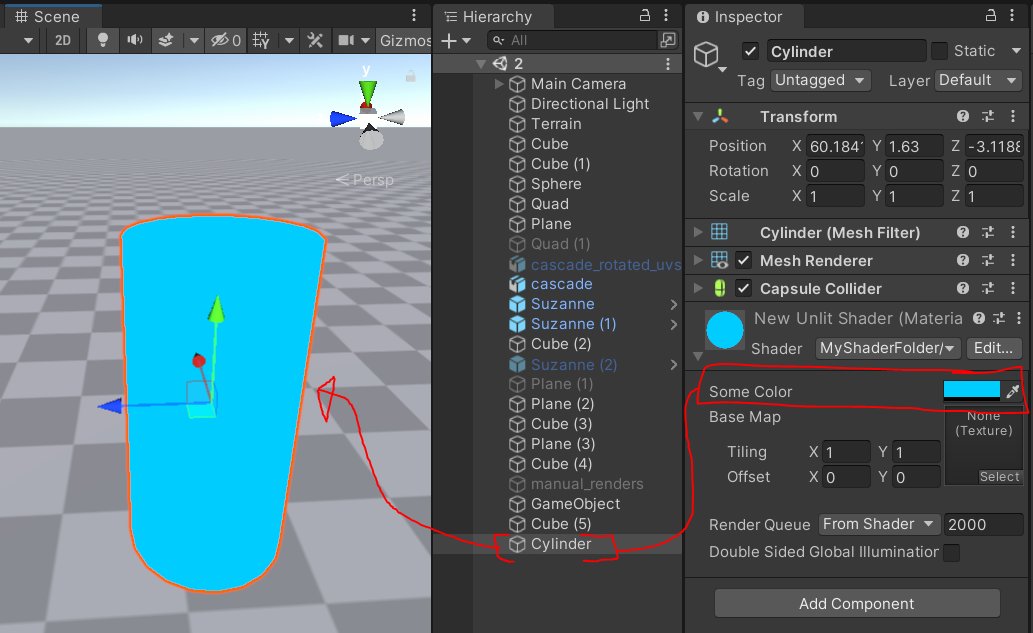 Scene
2D
0
Gizmos
y
Persp
Hierarchy
All
2
Main Camera
Directional Light
Terrain
Cube
Cube (1)
Sphere
Quad
Plane
Quad (1)
cascade_rotated_uvs
cascade
Suzanne
Suzanne (1)
Cube (2)
Suzanne (2)
Plane (1)
Plane (2)
Cube (3)
Plane (3)
Cube (4)
manual_renders
GameObject
Cube (5)
Cylinder
Inspector
Cylinder Static
Tag Untagged Layer Default
Transform
Position X 60.184 Y 1.63 Z -3.1188
Rotation X 0 Y 0 Z 0
Scale X 1 Y 1 Z 1
Cylinder (Mesh Filter)
Mesh Renderer
Capsule Collider
New Unlit Shader (Materia
Shader MyShaderFolder/ Edit...
Some Color
Base Map
None
(Texture)
Tiling X 1 Y 1
Offset X 0 Y 0
Select
Render Queue From Shader 2000
Double Sided Global Illumination
Add Component